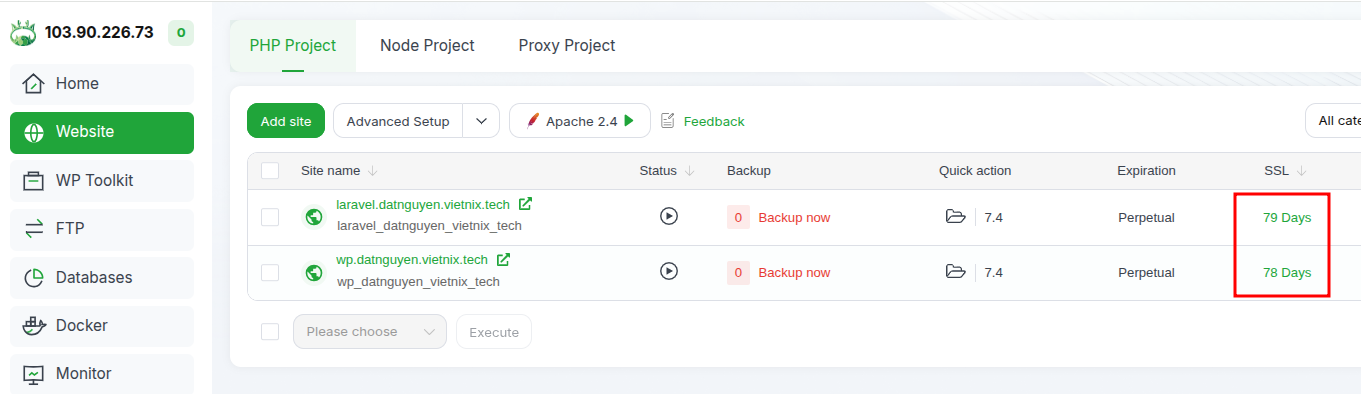 103.90.226.73 0
Home
Website
WP Toolkit
FTP
Databases
Docker
Monitor
PHP Project Node Project Proxy Project
Add site Advanced Setup Apache 2.4 Feedback All cate
Site name Status Backup Quick action Expiration SSL
laravel.datnguyen.vietnix.tech
laravel_datnguyen_vietnix_tech
0 Backup now 7.4 Perpetual 79 Days
wp.datnguyen.vietnix.tech
wp_datnguyen_vietnix_tech
0 Backup now 7.4 Perpetual 78 Days
Please choose Execute